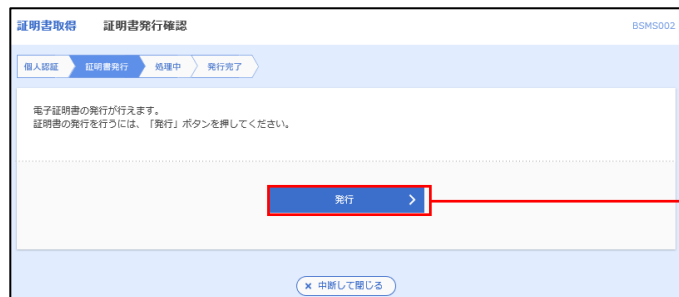 証明書取得 証明書発行確認 BSMS002
個人認証 証明書発行 処理中 発行完了
電子証明書の発行が行えます。
証明書の発行を行うには、「発行」ボタンを押してください。
発行
× 中断して閉じる